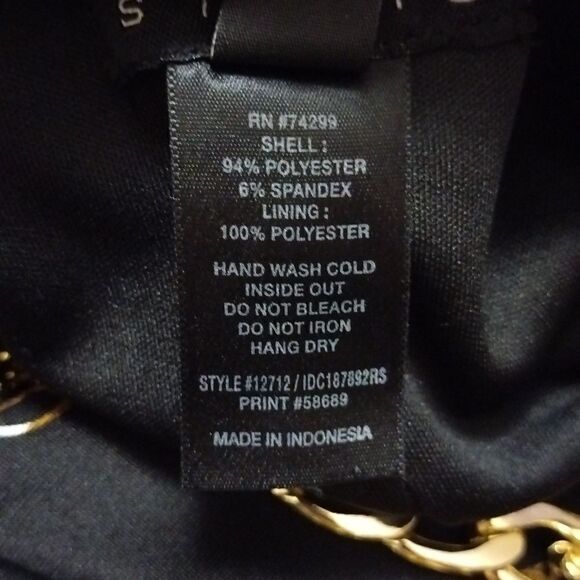 RN #74299
SHELL :
94% POLYESTER
6% SPANDEX
LINING :
100% POLYESTER
HAND WASH COLD
INSIDE OUT
DO NOT BLEACH
DO NOT IRON
HANG DRY
STYLE #12712 / IDC187892RS
PRINT #58689
MADE IN INDONESIA